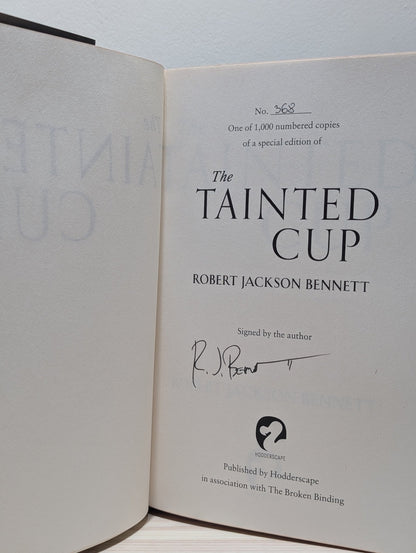 No. 368
One of 1,000 numbered copies
of a special edition of
The
TAINTED
CUP
ROBERT JACKSON BENNETT
Signed by the author
R. J. Bennett
HODDERSCAPE
Published by Hodderscape
in association with The Broken Binding